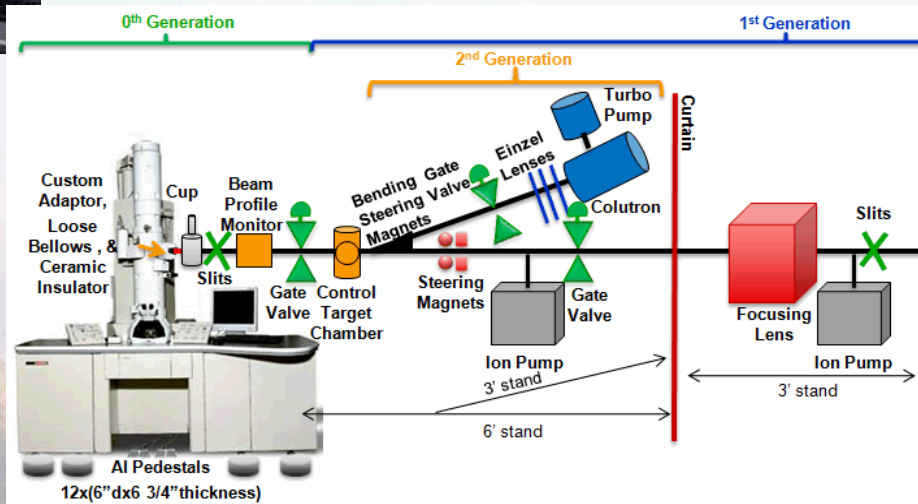 0th Generation
1st Generation
2nd Generation
Turbo
Pump
Curtain
Custom
Adaptor,
Loose
Bellows , &
Ceramic
Insulator
Cup
Beam
Profile
Monitor
Bending Gate
Steering Valve
Magnets
Einzel
Lenses
Colutron
Slits
Slits
Gate
Valve
Control
Target
Chamber
Steering
Magnets
Gate
Valve
Focusing
Lens
Ion Pump
Ion Pump
3' stand
3' stand
6' stand
Al Pedestals
12x(6"dx6 3/4"thickness)